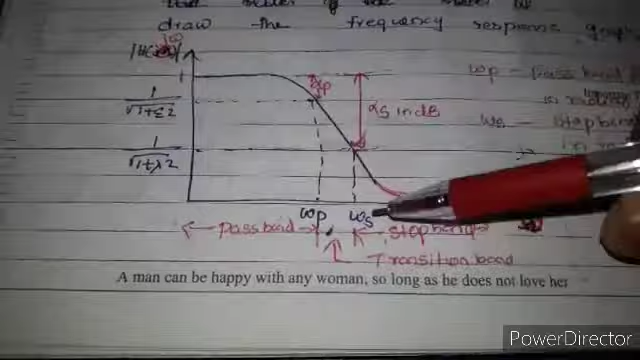 draw the frequency response graph
|H(jω)|
1
αp
ωp - pass band
1/√1+ε²
αs in dB
ωs - stop band
1/√1+λ²
ωp ωs
← pass band → ← stop band
Transition band
A man can be happy with any woman, so long as he does not love her
PowerDirector